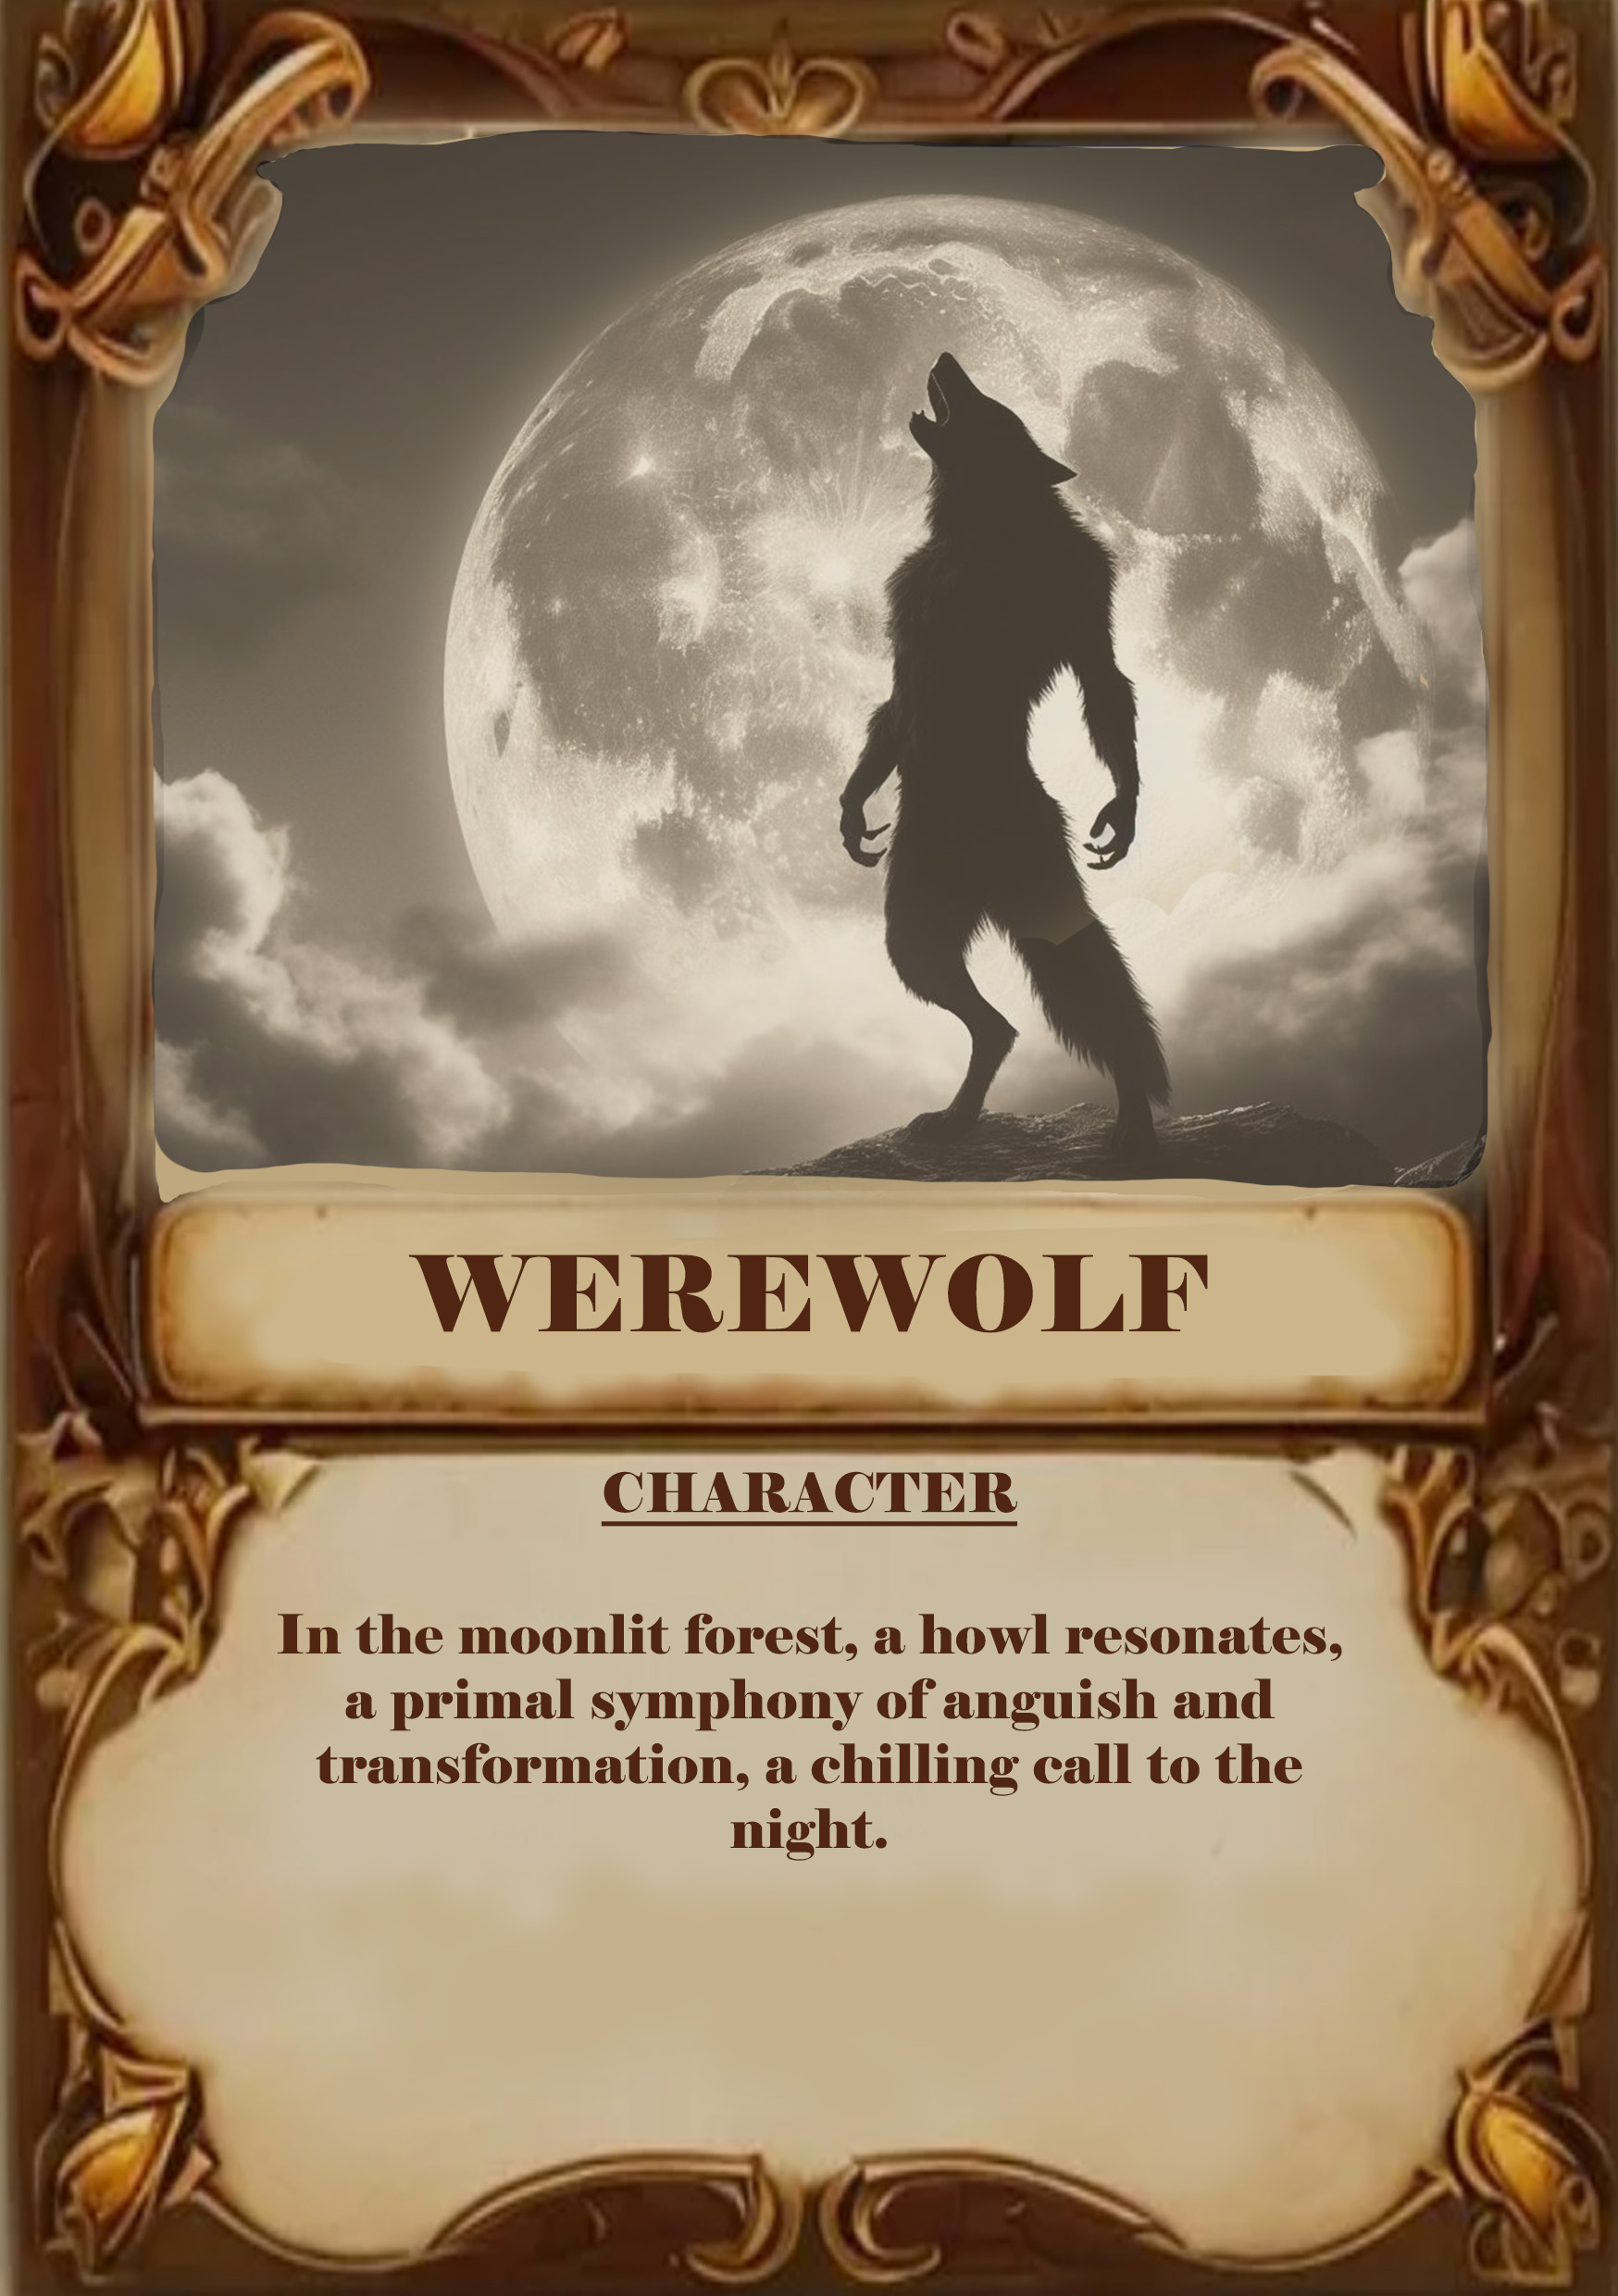 WEREWOLF
CHARACTER
In the moonlit forest, a howl resonates,
a primal symphony of anguish and
transformation, a chilling call to the
night.